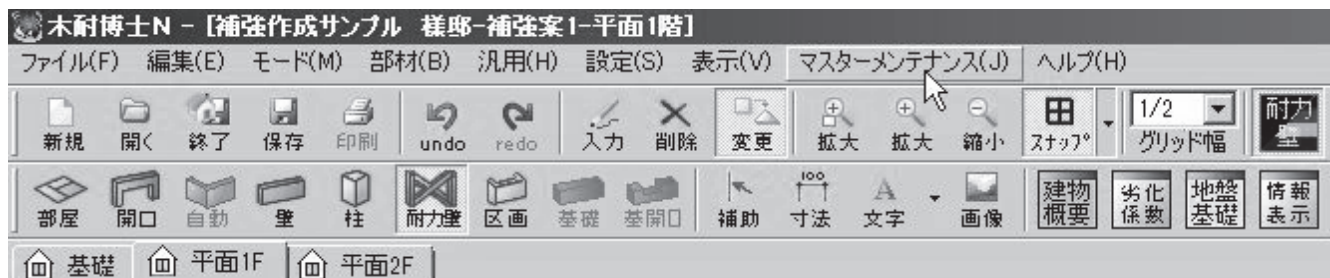 木耐博士N - [補強作成サンプル 様邸-補強案1-平面1階]
ファイル(F) 編集(E) モード(M) 部材(B) 汎用(H) 設定(S) 表示(V) マスターメンテナンス(J) ヘルプ(H)
1/2 耐力
新規 開く 終了 保存 印刷 undo redo 入力 削除 変更 拡大 拡大 縮小 スナップ グリッド幅 壁
100 A 建物 劣化 地盤 情報
部屋 開口 自動 壁 柱 耐力壁 区画 基礎 基開口 補助 寸法 文字 画像 概要 係数 基礎 表示
基礎 平面1F 平面2F